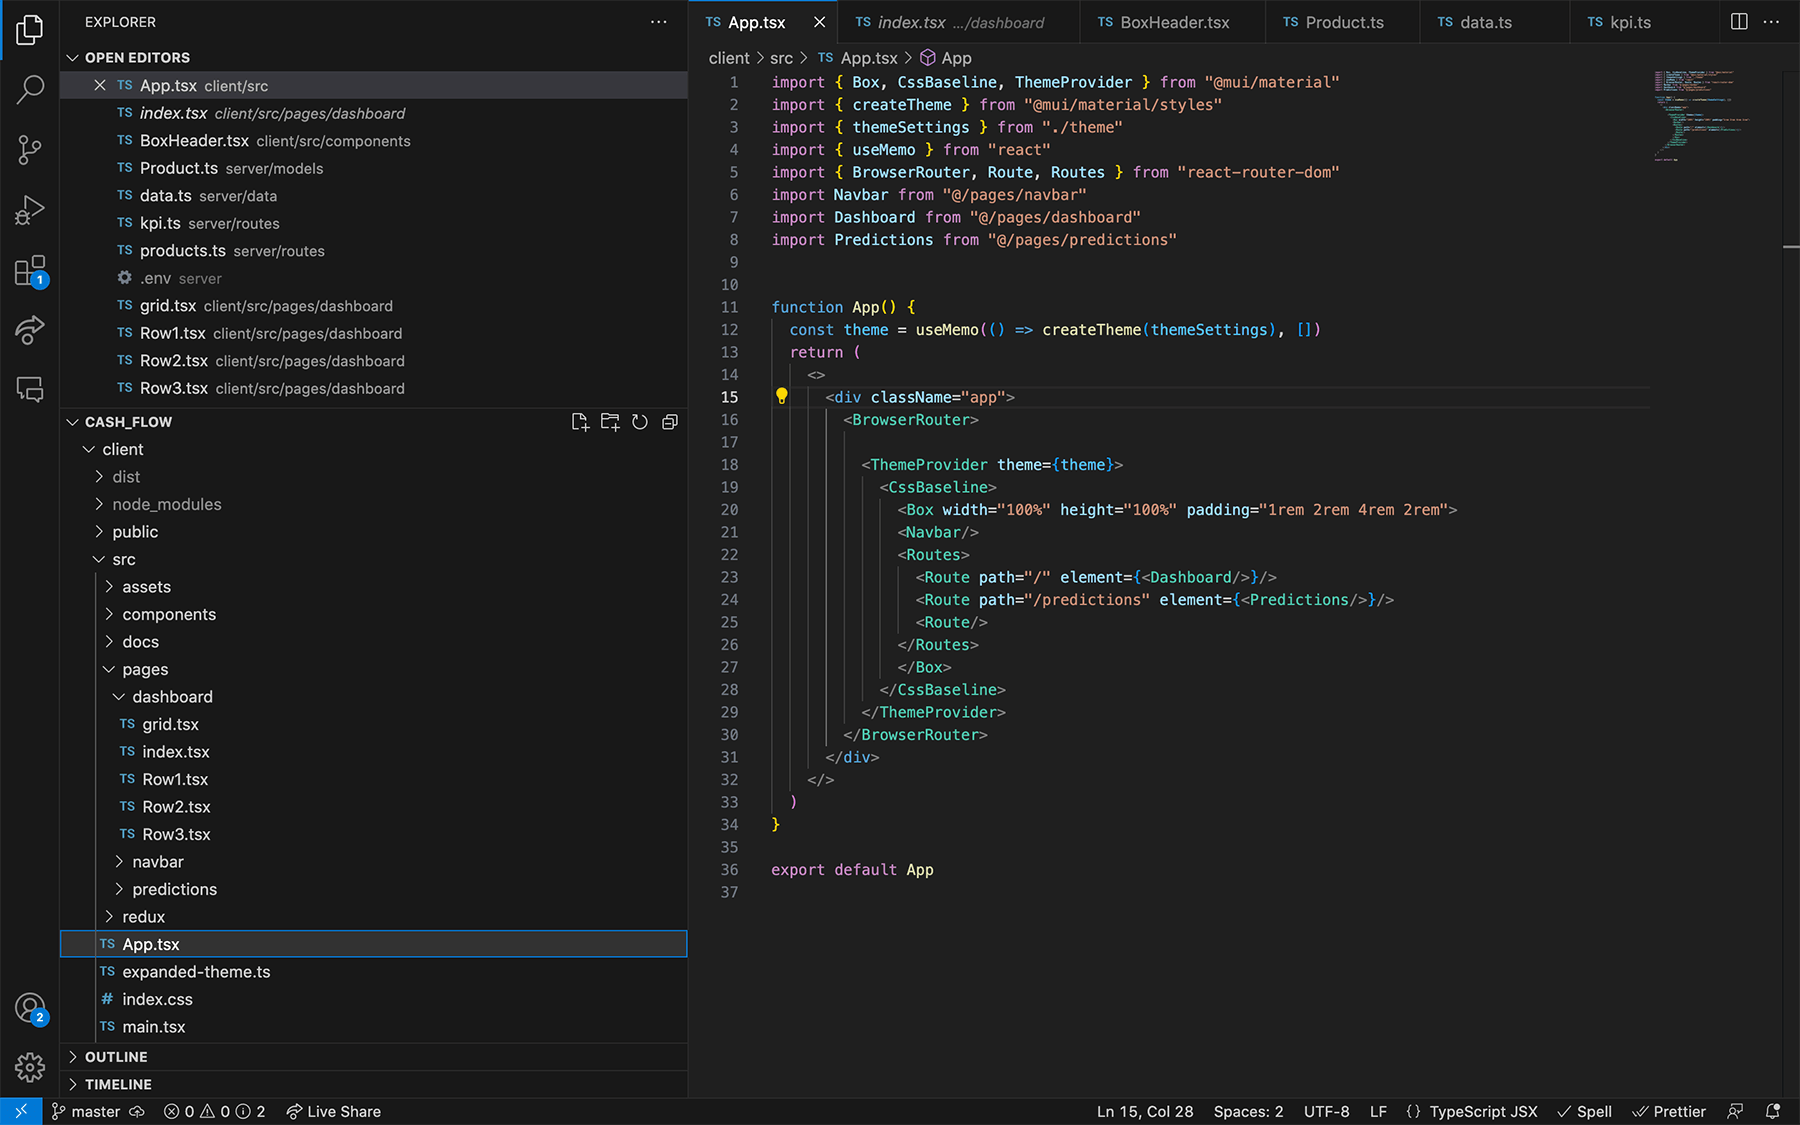 EXPLORER
OPEN EDITORS
TS App.tsx client/src
TS index.tsx client/src/pages/dashboard
TS BoxHeader.tsx client/src/components
TS Product.ts server/models
TS data.ts server/data
TS kpi.ts server/routes
TS products.ts server/routes
.env server
TS grid.tsx client/src/pages/dashboard
TS Row1.tsx client/src/pages/dashboard
TS Row2.tsx client/src/pages/dashboard
TS Row3.tsx client/src/pages/dashboard
CASH_FLOW
client
dist
node_modules
public
src
assets
components
docs
pages
dashboard
TS grid.tsx
TS index.tsx
TS Row1.tsx
TS Row2.tsx
TS Row3.tsx
navbar
predictions
redux
TS App.tsx
TS expanded-theme.ts
# index.css
TS main.tsx
OUTLINE
TIMELINE
1
2
TS App.tsx TS index.tsx .../dashboard TS BoxHeader.tsx TS Product.ts TS data.ts TS kpi.ts
client > src > TS App.tsx > App
1 import { Box, CssBaseline, ThemeProvider } from "@mui/material"
2 import { createTheme } from "@mui/material/styles"
3 import { themeSettings } from "./theme"
4 import { useMemo } from "react"
5 import { BrowserRouter, Route, Routes } from "react-router-dom"
6 import Navbar from "@/pages/navbar"
7 import Dashboard from "@/pages/dashboard"
8 import Predictions from "@/pages/predictions"
9
10
11 function App() {
12 const theme = useMemo(() => createTheme(themeSettings), [])
13 return (
14 <>
15 <div className="app">
16 <BrowserRouter>
17
18 <ThemeProvider theme={theme}>
19 <CssBaseline>
20 <Box width="100%" height="100%" padding="1rem 2rem 4rem 2rem">
21 <Navbar/>
22 <Routes>
23 <Route path="/" element={<Dashboard/>}/>
24 <Route path="/predictions" element={<Predictions/>}/>
25 <Route/>
26 </Routes>
27 </Box>
28 </CssBaseline>
29 </ThemeProvider>
30 </BrowserRouter>
31 </div>
32 </>
33 )
34 }
35
36 export default App
37
master 0 0 2 Live Share Ln 15, Col 28 Spaces: 2 UTF-8 LF {} TypeScript JSX Spell Prettier